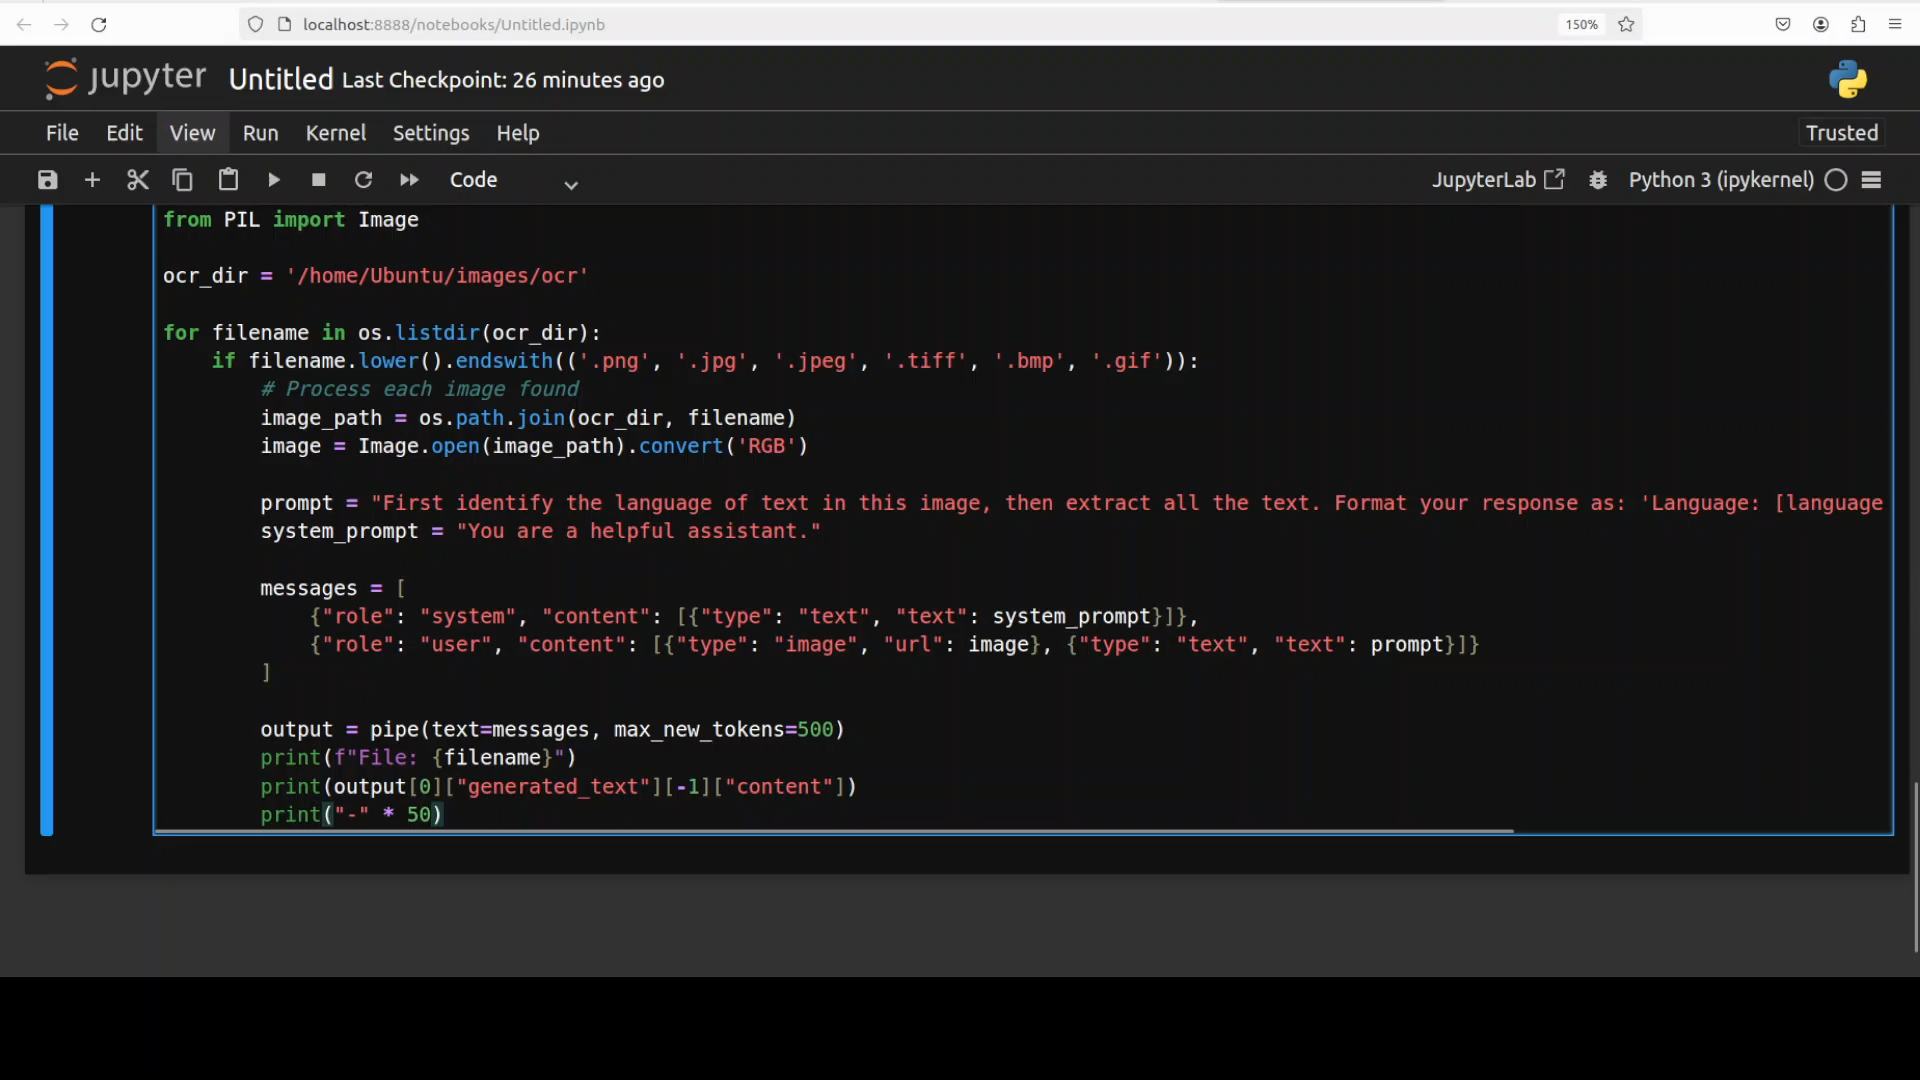 localhost:8888/notebooks/Untitled.ipynb
150%
jupyter Untitled Last Checkpoint: 26 minutes ago
File Edit View Run Kernel Settings Help
Trusted
Code
JupyterLab
Python 3 (ipykernel)
from PIL import Image
ocr_dir = '/home/Ubuntu/images/ocr'
for filename in os.listdir(ocr_dir):
    if filename.lower().endswith(('.png', '.jpg', '.jpeg', '.tiff', '.bmp', '.gif')):
        # Process each image found
        image_path = os.path.join(ocr_dir, filename)
        image = Image.open(image_path).convert('RGB')
        prompt = "First identify the language of text in this image, then extract all the text. Format your response as: 'Language: [language
        system_prompt = "You are a helpful assistant."
        messages = [
            {"role": "system", "content": [{"type": "text", "text": system_prompt}]},
            {"role": "user", "content": [{"type": "image", "url": image}, {"type": "text", "text": prompt}]}
        ]
        output = pipe(text=messages, max_new_tokens=500)
        print(f"File: {filename}")
        print(output[0]["generated_text"][-1]["content"])
        print("-" * 50)